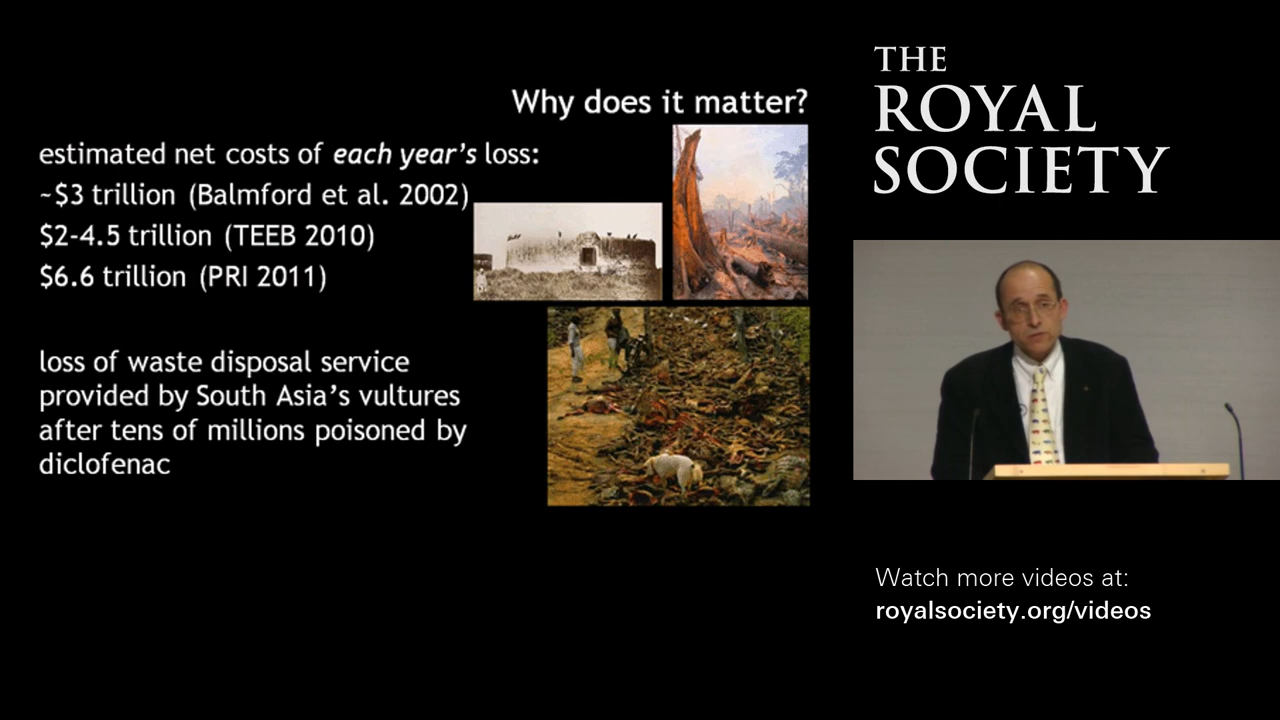 Why does it matter?
estimated net costs of each year's loss:
~$3 trillion (Balmford et al. 2002)
$2-4.5 trillion (TEEB 2010)
$6.6 trillion (PRI 2011)
loss of waste disposal service
provided by South Asia's vultures
after tens of millions poisoned by
diclofenac
THE
ROYAL
SOCIETY
Watch more videos at:
royalsociety.org/videos